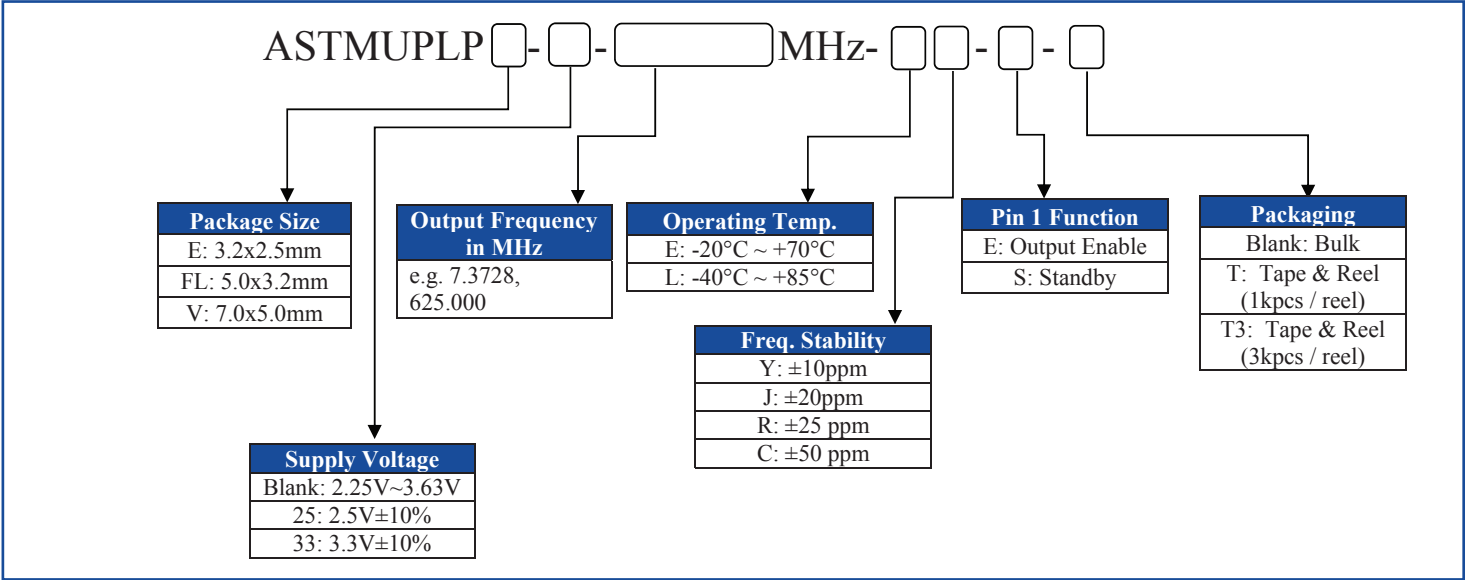 ASTMUPLP - - MHz- - -
Package Size
E: 3.2x2.5mm
FL: 5.0x3.2mm
V: 7.0x5.0mm
Output Frequency
in MHz
e.g. 7.3728,
625.000
Operating Temp.
E: -20°C ~ +70°C
L: -40°C ~ +85°C
Pin 1 Function
E: Output Enable
S: Standby
Packaging
Blank: Bulk
T: Tape & Reel
(1kpcs / reel)
T3: Tape & Reel
(3kpcs / reel)
Freq. Stability
Y: ±10ppm
J: ±20ppm
R: ±25 ppm
C: ±50 ppm
Supply Voltage
Blank: 2.25V~3.63V
25: 2.5V±10%
33: 3.3V±10%